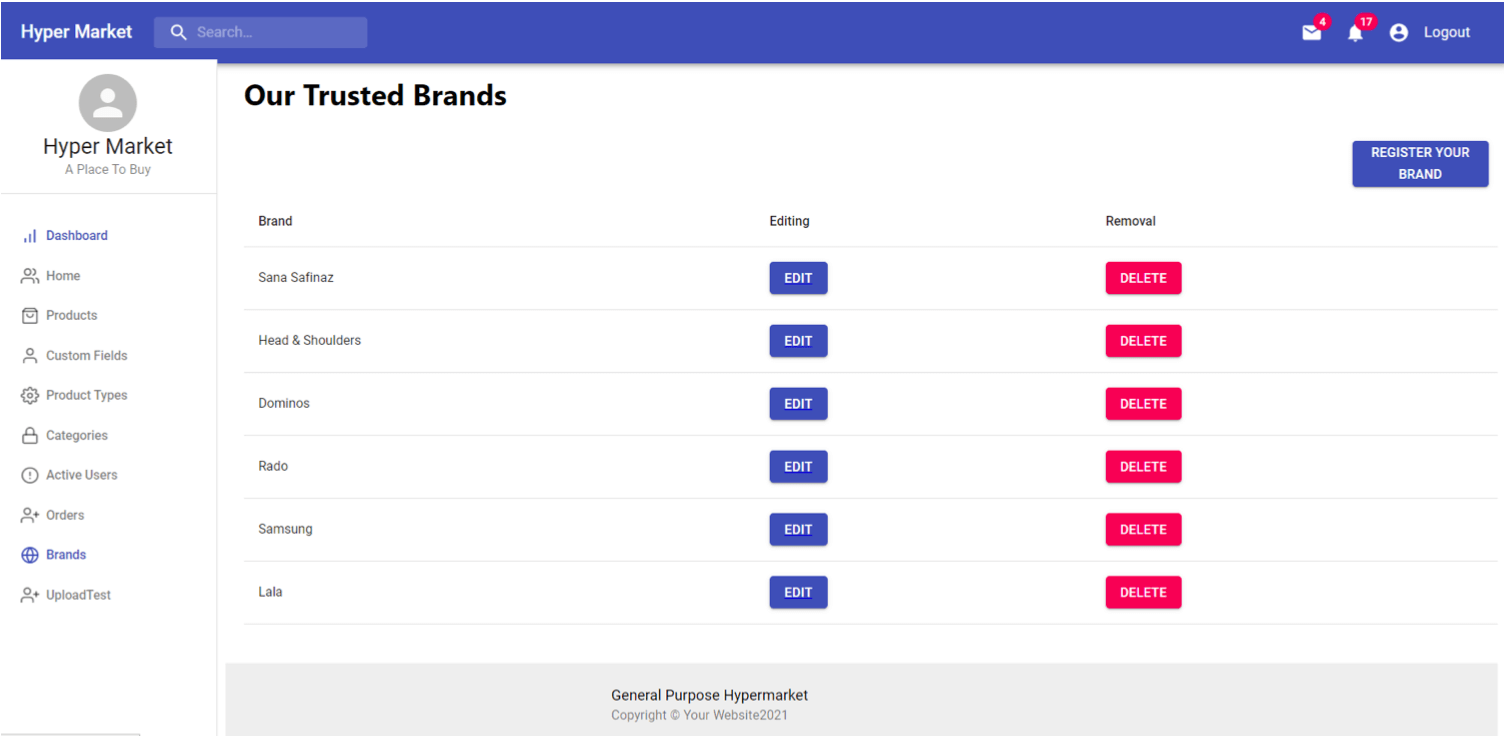 Hyper Market
Search...
4
17
Logout
Hyper Market
A Place To Buy
Dashboard
Home
Products
Custom Fields
Product Types
Categories
Active Users
Orders
Brands
UploadTest
Our Trusted Brands
REGISTER YOUR
BRAND
Brand Editing Removal
Sana Safinaz EDIT DELETE
Head & Shoulders EDIT DELETE
Dominos EDIT DELETE
Rado EDIT DELETE
Samsung EDIT DELETE
Lala EDIT DELETE
General Purpose Hypermarket
Copyright © Your Website2021